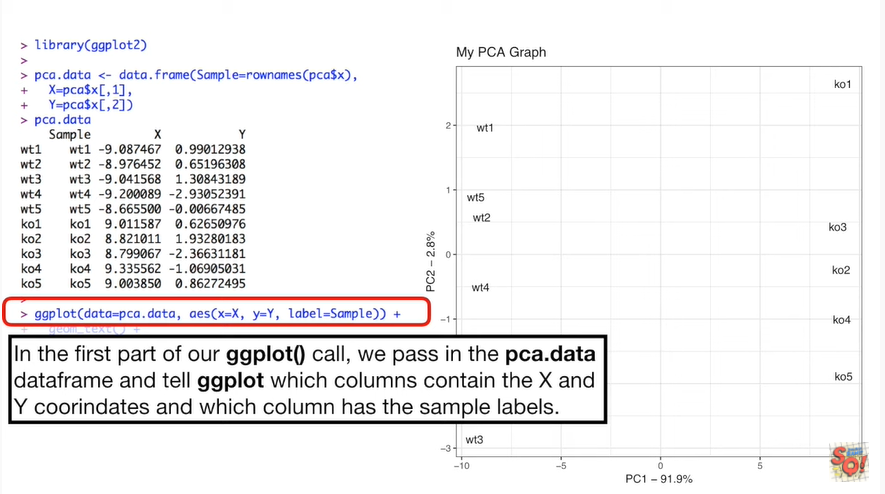 > library(ggplot2)
>
> pca.data <- data.frame(Sample=rownames(pca$x),
+ X=pca$x[,1],
+ Y=pca$x[,2])
> pca.data
Sample X Y
wt1 wt1 -9.087467 0.99012938
wt2 wt2 -8.976452 0.65196308
wt3 wt3 -9.041568 1.30843189
wt4 wt4 -9.200089 -2.93052391
wt5 wt5 -8.665500 -0.00667485
ko1 ko1 9.011587 0.62650976
ko2 ko2 8.821011 1.93280183
ko3 ko3 8.799067 -2.36631181
ko4 ko4 9.335562 -1.06905031
ko5 ko5 9.003850 0.86272495
>
> ggplot(data=pca.data, aes(x=X, y=Y, label=Sample)) +
+ geom_text() +
In the first part of our ggplot() call, we pass in the pca.data
dataframe and tell ggplot which columns contain the X and
Y coorindates and which column has the sample labels.
My PCA Graph
ko1
2
wt1
1
wt5
wt2
ko3
0
ko2
wt4
-1
ko4
ko5
wt3
-3
-10 -5 0 5 10
PC2 – 2.8%
PC1 – 91.9%
SQ!